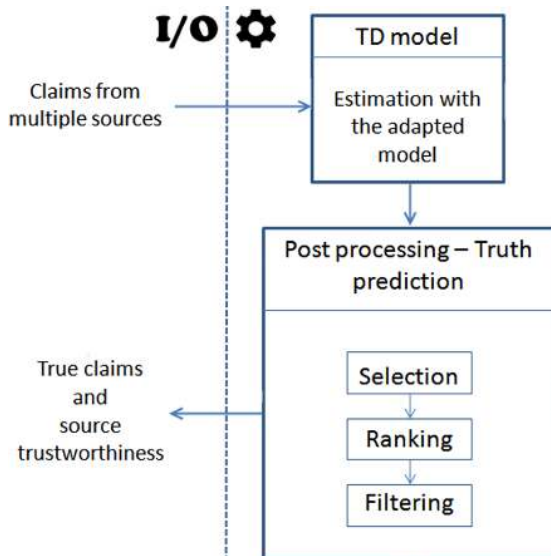 I/O
TD model
Claims from
multiple sources
Estimation with
the adapted
model
Post processing – Truth
prediction
Selection
Ranking
Filtering
True claims
and
source
trustworthiness